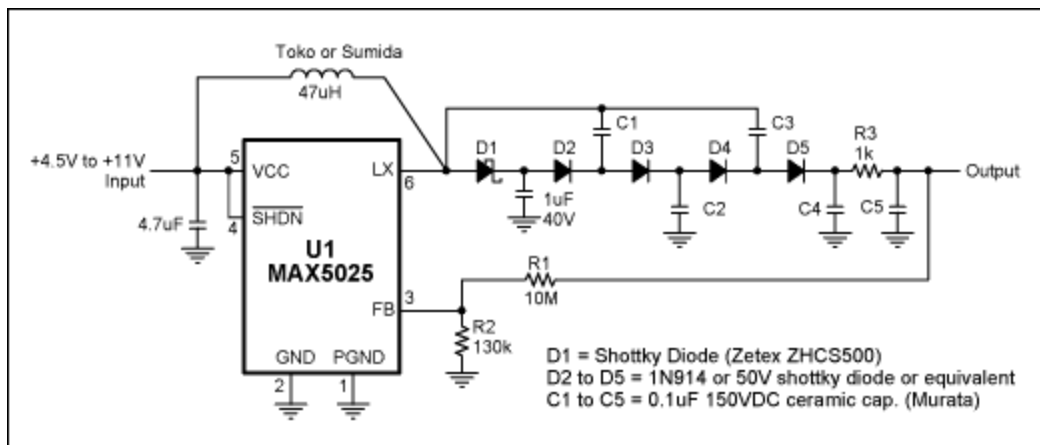 Toko or Sumida
47uH
+4.5V to +11V
Input
4.7uF
5
VCC
SHDN
4
U1
MAX5025
LX
6
FB
3
GND
PGND
2
1
D1
D2
D3
D4
D5
1uF
40V
C1
C2
C3
C4
C5
R3
1k
Output
R1
10M
R2
130k
D1 = Shottky Diode (Zetex ZHCS500)
D2 to D5 = 1N914 or 50V shottky diode or equivalent
C1 to C5 = 0.1uF 150VDC ceramic cap. (Murata)